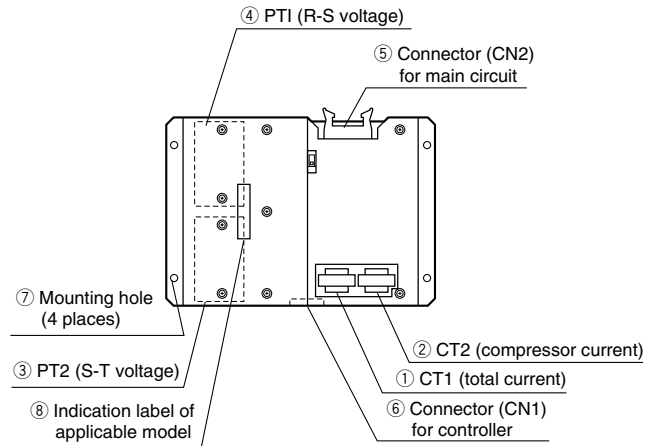 ④ PTI (R-S voltage)
⑤ Connector (CN2)
for main circuit
⑦ Mounting hole
(4 places)
② CT2 (compressor current)
③ PT2 (S-T voltage)
① CT1 (total current)
⑧ Indication label of
applicable model
⑥ Connector (CN1)
for controller